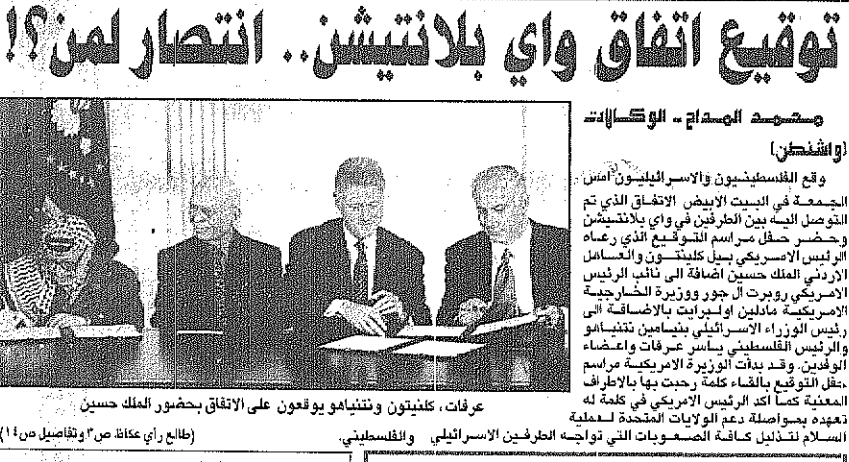 توقيع اتفاق واي بلانتيشن.. انتصار لمن؟!
محمد المداح - الوكالات
(واشنطن)
وقع الفلسطينيون والاسرائيليون امس
الجمعة في البيت الابيض الاتفاق الذي تم
التوصل اليه بين الطرفين في واي بلانتيشن
وحضر حفل مراسم التوقيع الذي رعاه
الرئيس الامريكي بيل كلينتون والعاهل
الاردني الملك حسين اضافة الى نائب الرئيس
الامريكي روبرت آل جور ووزيرة الخارجية
الامريكية مادلين اولبرايت بالاضافة الى
رئيس الوزراء الاسرائيلي بنيامين نتنياهو
والرئيس الفلسطيني ياسر عرفات واعضاء
الوفدين. وقد بدأت الوزيرة الامريكية مراسم
حفل التوقيع بالقاء كلمة رحبت بها بالاطراف
المعنية كما اكد الرئيس الامريكي في كلمة له
تعهده بمواصلة دعم الولايات المتحدة لعملية
السلام لتذليل كافة الصعوبات التي تواجه الطرفين الاسرائيلي والفلسطيني.
عرفات، كلنيتون ونتنياهو يوقعون على الاتفاق بحضور الملك حسين
(طالع رأي عكاظ ص٣ وتفاصيل ص١٤)